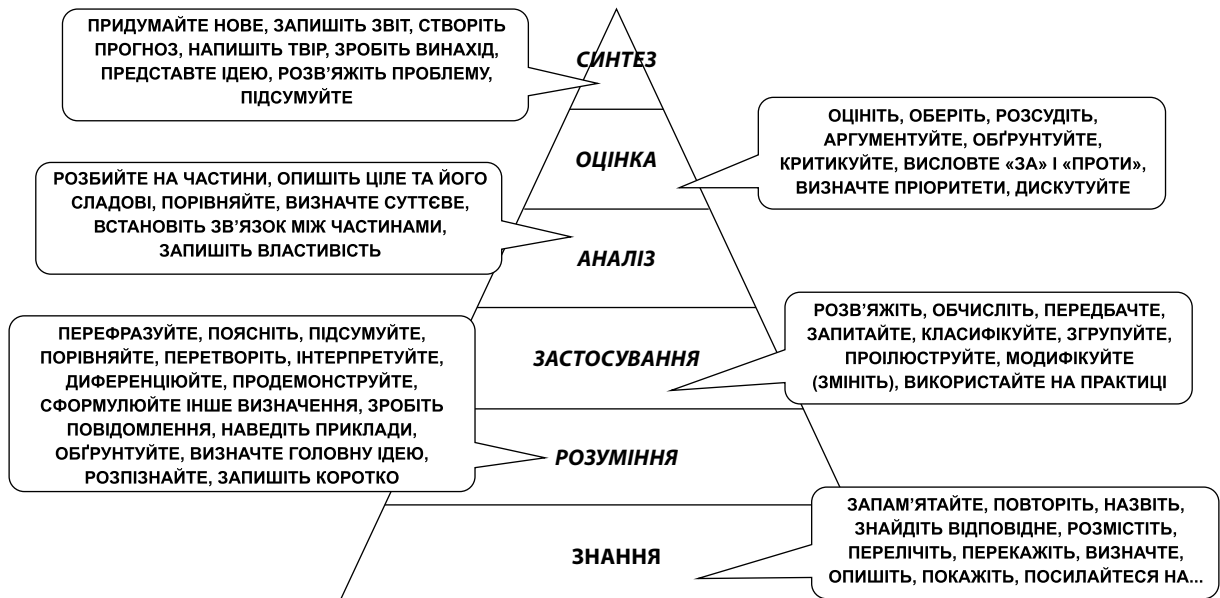 ПРИДУМАЙТЕ НОВЕ, ЗАПИШІТЬ ЗВІТ, СТВОРІТЬ
ПРОГНОЗ, НАПИШІТЬ ТВІР, ЗРОБІТЬ ВИНАХІД,
ПРЕДСТАВТЕ ІДЕЮ, РОЗВ’ЯЖІТЬ ПРОБЛЕМУ,
ПІДСУМУЙТЕ
СИНТЕЗ
ОЦІНІТЬ, ОБЕРІТЬ, РОЗСУДІТЬ,
АРГУМЕНТУЙТЕ, ОБҐРУНТУЙТЕ,
КРИТИКУЙТЕ, ВИСЛОВТЕ «ЗА» І «ПРОТИ»,
ВИЗНАЧТЕ ПРІОРИТЕТИ, ДИСКУТУЙТЕ
ОЦІНКА
РОЗБИЙТЕ НА ЧАСТИНИ, ОПИШІТЬ ЦІЛЕ ТА ЙОГО
СЛАДОВІ, ПОРІВНЯЙТЕ, ВИЗНАЧТЕ СУТТЄВЕ,
ВСТАНОВІТЬ ЗВ’ЯЗОК МІЖ ЧАСТИНАМИ,
ЗАПИШІТЬ ВЛАСТИВІСТЬ
АНАЛІЗ
РОЗВ’ЯЖІТЬ, ОБЧИСЛІТЬ, ПЕРЕДБАЧТЕ,
ЗАПИТАЙТЕ, КЛАСИФІКУЙТЕ, ЗГРУПУЙТЕ,
ПРОІЛЮСТРУЙТЕ, МОДИФІКУЙТЕ
(ЗМІНІТЬ), ВИКОРИСТАЙТЕ НА ПРАКТИЦІ
ЗАСТОСУВАННЯ
ПЕРЕФРАЗУЙТЕ, ПОЯСНІТЬ, ПІДСУМУЙТЕ,
ПОРІВНЯЙТЕ, ПЕРЕТВОРІТЬ, ІНТЕРПРЕТУЙТЕ,
ДИФЕРЕНЦІЮЙТЕ, ПРОДЕМОНСТРУЙТЕ,
СФОРМУЛЮЙТЕ ІНШЕ ВИЗНАЧЕННЯ, ЗРОБІТЬ
ПОВІДОМЛЕННЯ, НАВЕДІТЬ ПРИКЛАДИ,
ОБҐРУНТУЙТЕ, ВИЗНАЧТЕ ГОЛОВНУ ІДЕЮ,
РОЗПІЗНАЙТЕ, ЗАПИШІТЬ КОРОТКО
РОЗУМІННЯ
ЗАПАМ’ЯТАЙТЕ, ПОВТОРІТЬ, НАЗВІТЬ,
ЗНАЙДІТЬ ВІДПОВІДНЕ, РОЗМІСТІТЬ,
ПЕРЕЛІЧІТЬ, ПЕРЕКАЖІТЬ, ВИЗНАЧТЕ,
ОПИШІТЬ, ПОКАЖІТЬ, ПОСИЛАЙТЕСЯ НА...
ЗНАННЯ